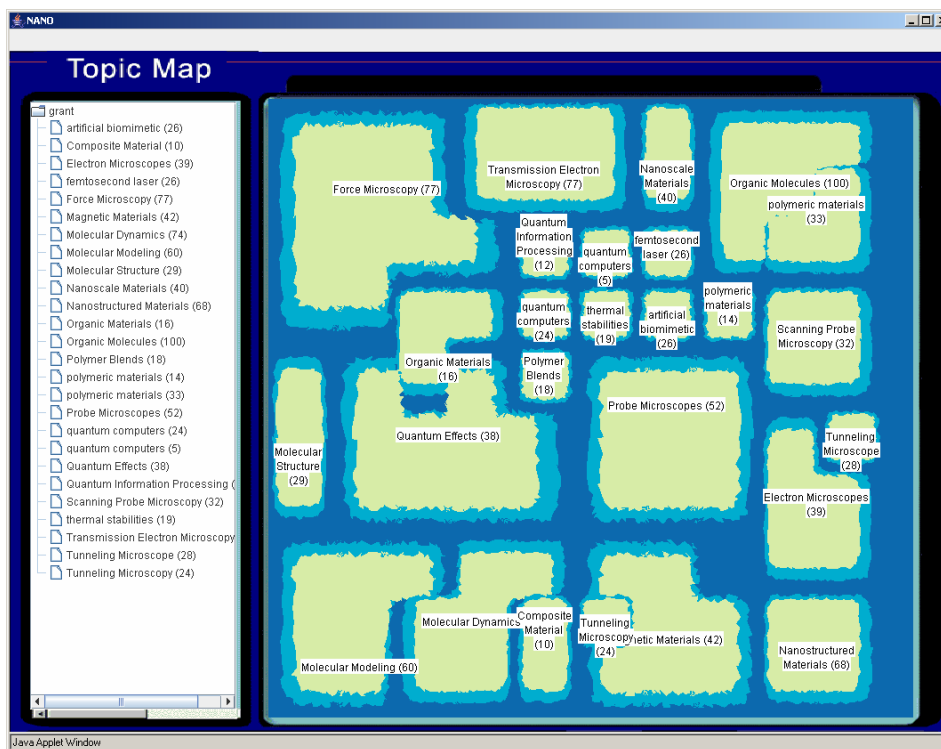 NANO
Topic Map
grant
artificial biomimetic (26)
Composite Material (10)
Electron Microscopes (39)
femtosecond laser (26)
Force Microscopy (77)
Magnetic Materials (42)
Molecular Dynamics (74)
Molecular Modeling (60)
Molecular Structure (29)
Nanoscale Materials (40)
Nanostructured Materials (68)
Organic Materials (16)
Organic Molecules (100)
Polymer Blends (18)
polymeric materials (14)
polymeric materials (33)
Probe Microscopes (52)
quantum computers (24)
quantum computers (5)
Quantum Effects (38)
Quantum Information Processing (
Scanning Probe Microscopy (32)
thermal stabilities (19)
Transmission Electron Microscopy
Tunneling Microscope (28)
Tunneling Microscopy (24)
Force Microscopy (77)
Transmission Electron
Microscopy (77)
Nanoscale
Materials
(40)
Organic Molecules (100)
polymeric materials
(33)
Quantum
Information
Processing
(12)
quantum
computers
(5)
femtosecond
laser (26)
quantum
computers
(24)
thermal
stabilities
(19)
artificial
biomimetic
(26)
polymeric
materials
(14)
Scanning Probe
Microscopy (32)
Organic Materials
(16)
Polymer
Blends
(18)
Probe Microscopes (52)
Quantum Effects (38)
Molecular
Structure
(29)
Tunneling
Microscope
(28)
Electron Microscopes
(39)
Molecular Dynamics
Composite
Material
(10)
Tunneling
Microscopy
(24)
gnetic Materials (42)
Molecular Modeling (60)
Nanostructured
Materials (68)
Java Applet Window